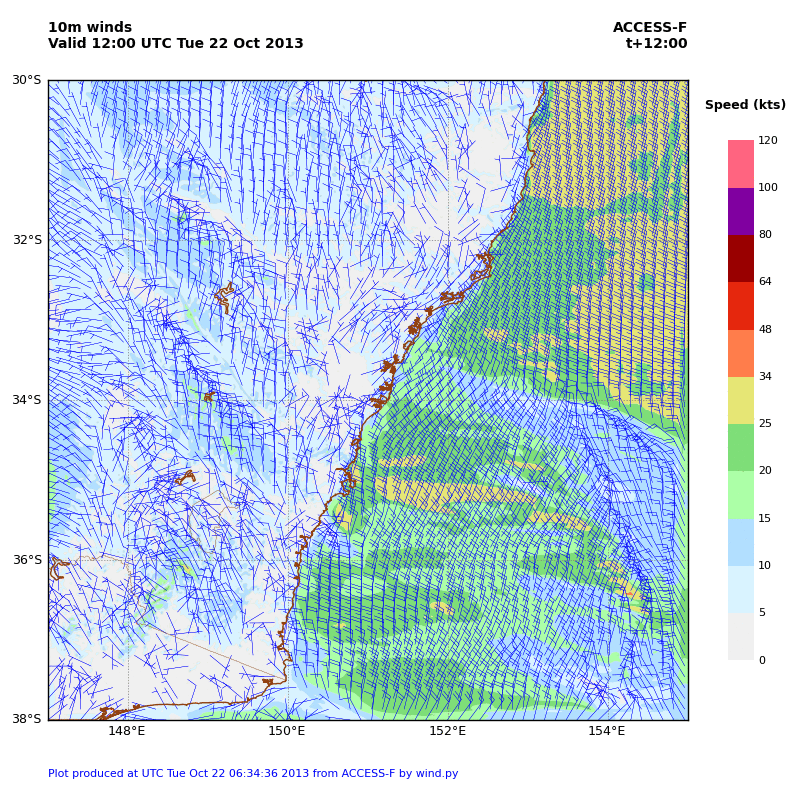 10m winds
ACCESS-F
Valid 12:00 UTC Tue 22 Oct 2013
t+12:00
Speed (kts)
120
100
80
64
48
34
25
20
15
10
5
0
30°S
32°S
34°S
36°S
38°S
148°E
150°E
152°E
154°E
Plot produced at UTC Tue Oct 22 06:34:36 2013 from ACCESS-F by wind.py